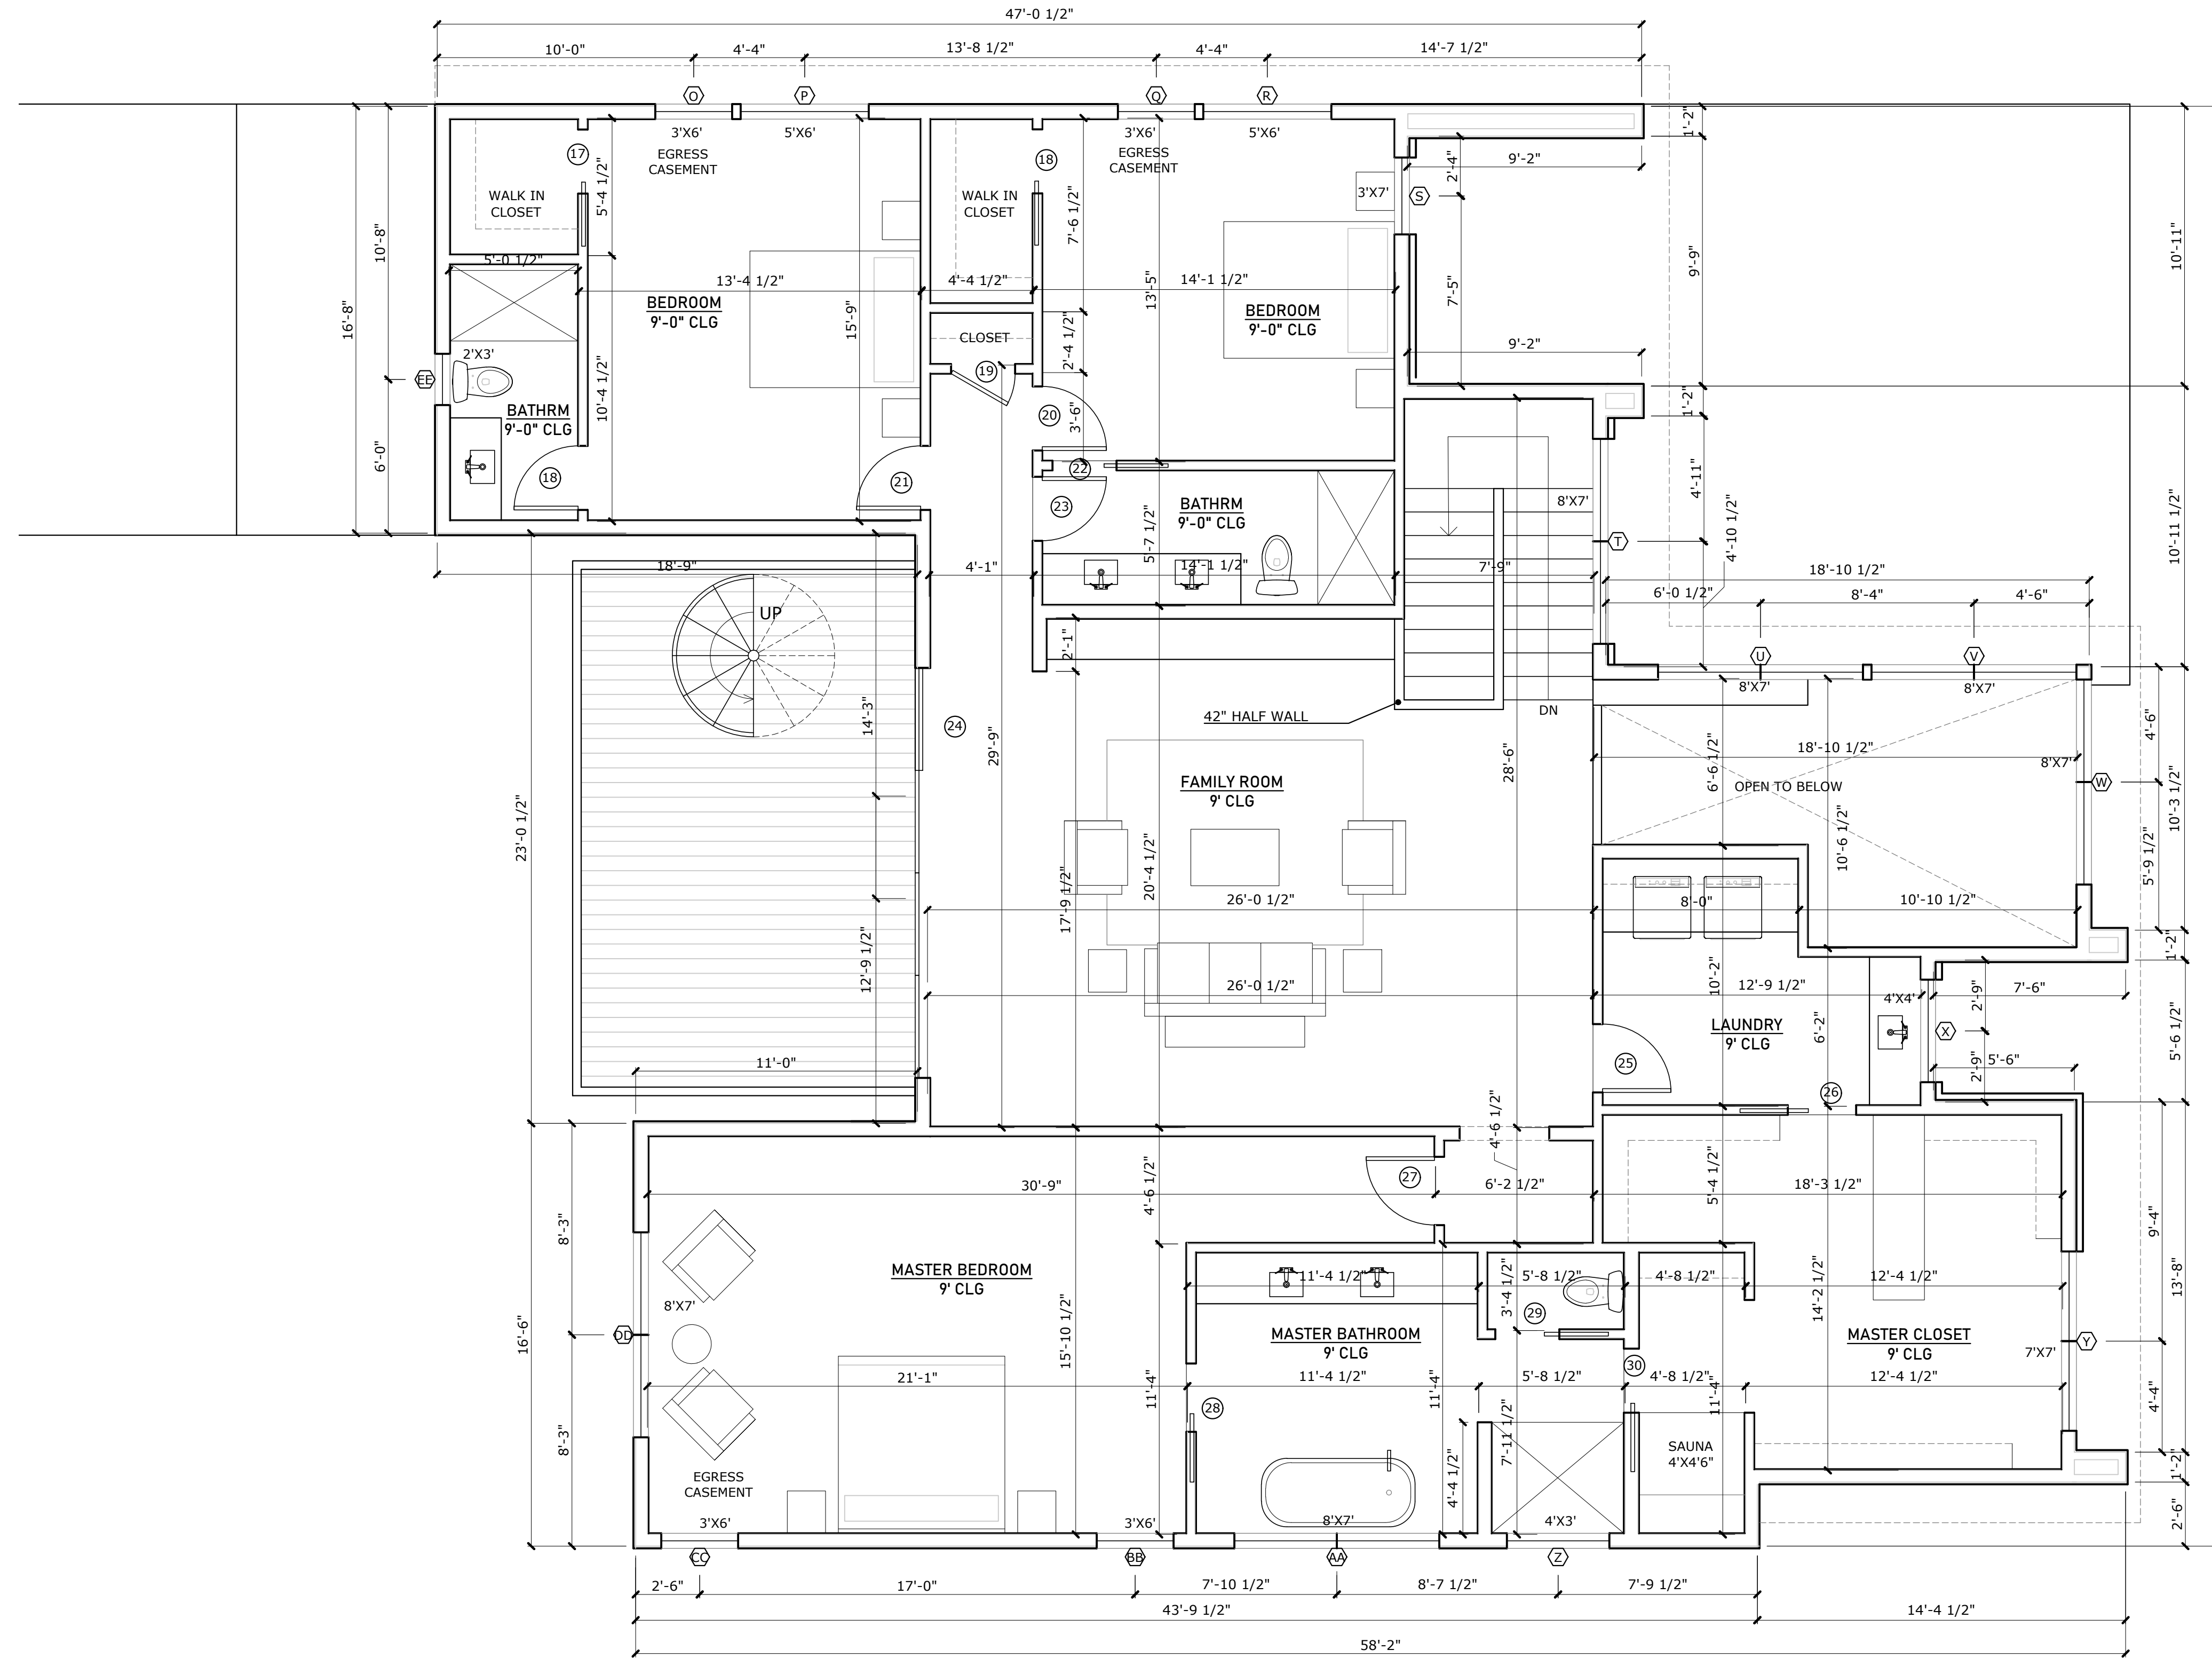 47'-0 1/2"
10'-0"
4'-4"
13'-8 1/2"
4'-4"
14'-7 1/2"
O
P
Q
R
3'X6'
5'X6'
3'X6'
5'X6'
EGRESS
CASEMENT
EGRESS
CASEMENT
1'-2"
17
18
2'-4"
9'-2"
5'-4 1/2"
WALK IN
CLOSET
WALK IN
CLOSET
7'-6 1/2"
3'X7'
S
10'-8"
10'-11"
9'-9"
5'-0 1/2"
13'-4 1/2"
4'-4 1/2"
14'-1 1/2"
13'-5"
7'-5"
BEDROOM
9'-0" CLG
BEDROOM
9'-0" CLG
16'-8"
15'-9"
CLOSET
2'-4 1/2"
9'-2"
2'X3'
EE
19
10'-4 1/2"
BATHRM
9'-0" CLG
20
3'-6"
1'-2"
6'-0"
18
21
22
23
BATHRM
9'-0" CLG
8'X7'
4'-11"
4'-10 1/2"
10'-11 1/2"
T
5'-7 1/2"
18'-9"
4'-1"
14'-1 1/2"
7'-9"
18'-10 1/2"
6'-0 1/2"
8'-4"
4'-6"
UP
2'-1"
U
V
8'X7'
8'X7'
14'-3"
24
29'-9"
42" HALF WALL
DN
4'-6"
28'-6"
6'-6 1/2"
18'-10 1/2"
8'X7'
W
FAMILY ROOM
9' CLG
OPEN TO BELOW
10'-3 1/2"
23'-0 1/2"
10'-6 1/2"
5'-9 1/2"
17'-9 1/2"
20'-4 1/2"
26'-0 1/2"
8'-0"
10'-10 1/2"
12'-9 1/2"
1'-2"
10'-2"
26'-0 1/2"
12'-9 1/2"
4'X4'
2'-9"
7'-6"
LAUNDRY
9' CLG
6'-2"
X
5'-6 1/2"
11'-0"
25
26
2'-9"
5'-6"
4'-6 1/2"
27
30'-9"
4'-6 1/2"
6'-2 1/2"
5'-4 1/2"
18'-3 1/2"
8'-3"
9'-4"
MASTER BEDROOM
9' CLG
11'-4 1/2"
5'-8 1/2"
4'-8 1/2"
12'-4 1/2"
13'-8"
8'X7'
3'-4 1/2"
14'-2 1/2"
29
DD
16'-6"
15'-10 1/2"
MASTER BATHROOM
9' CLG
MASTER CLOSET
9' CLG
7'X7'
Y
30
21'-1"
11'-4"
11'-4 1/2"
11'-4"
5'-8 1/2"
4'-8 1/2"
11'-4"
12'-4 1/2"
4'-4"
28
8'-3"
7'-11 1/2"
SAUNA
4'X4'6"
EGRESS
CASEMENT
4'-4 1/2"
1'-2"
3'X6'
3'X6'
8'X7'
4'X3'
2'-6"
CC
BB
AA
Z
2'-6"
17'-0"
7'-10 1/2"
8'-7 1/2"
7'-9 1/2"
43'-9 1/2"
14'-4 1/2"
58'-2"